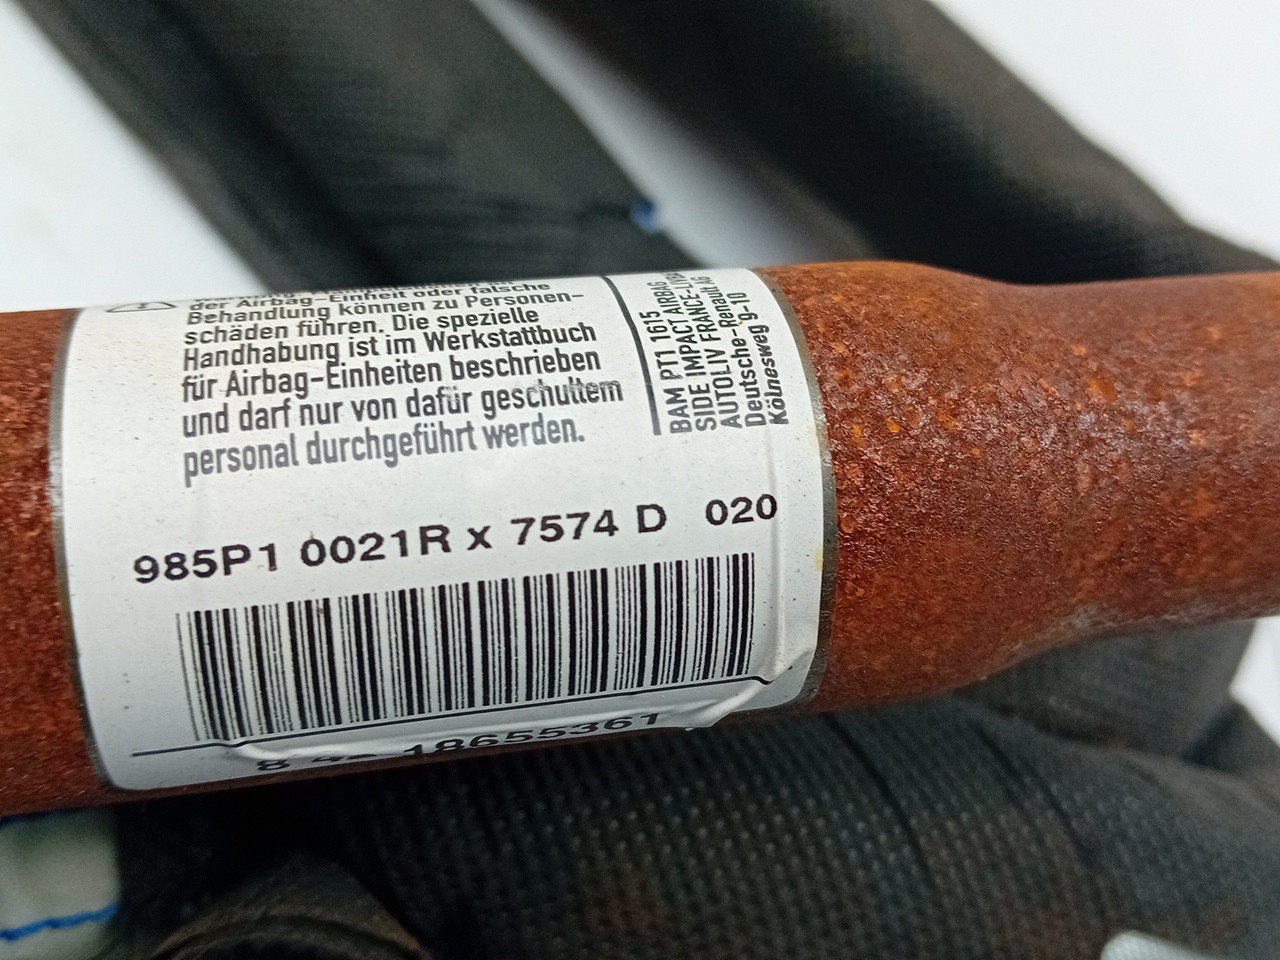 der Airbag-Einheit oder falsche
Behandlung können zu Personen-
schäden führen. Die spezielle
Handhabung ist im Werkstattbuch
für Airbag-Einheiten beschrieben
und darf nur von dafür geschultem
personal durchgeführt werden.
BAM PT1 1615
SIDE IMPACT AIRBAG
AUTOLIV FRANCE-
Deutsche-Renault AG
Kölnesweg 9-10
985P1 0021R x 7574 D 020
18655361